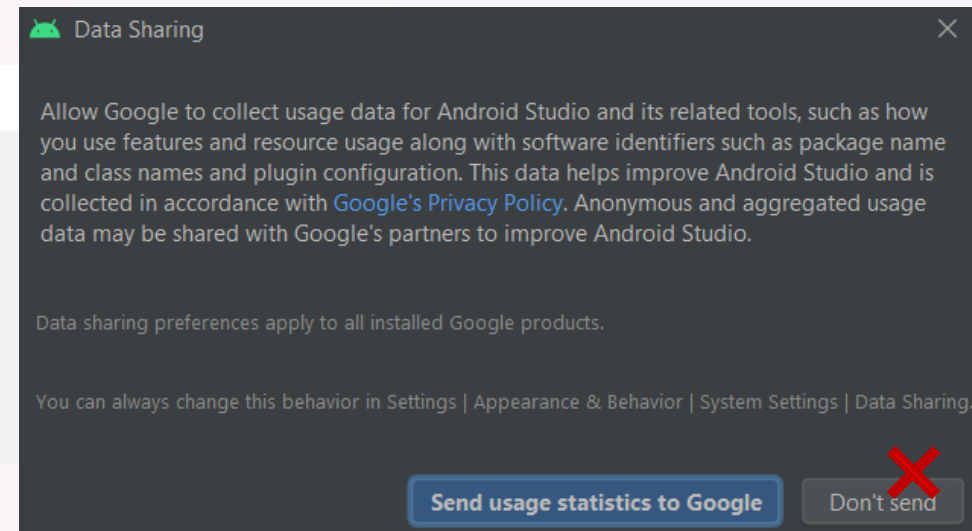 Data Sharing
Allow Google to collect usage data for Android Studio and its related tools, such as how
you use features and resource usage along with software identifiers such as package name
and class names and plugin configuration. This data helps improve Android Studio and is
collected in accordance with Google's Privacy Policy. Anonymous and aggregated usage
data may be shared with Google's partners to improve Android Studio.
Data sharing preferences apply to all installed Google products.
You can always change this behavior in Settings | Appearance & Behavior | System Settings | Data Sharing.
Send usage statistics to Google
Don't send